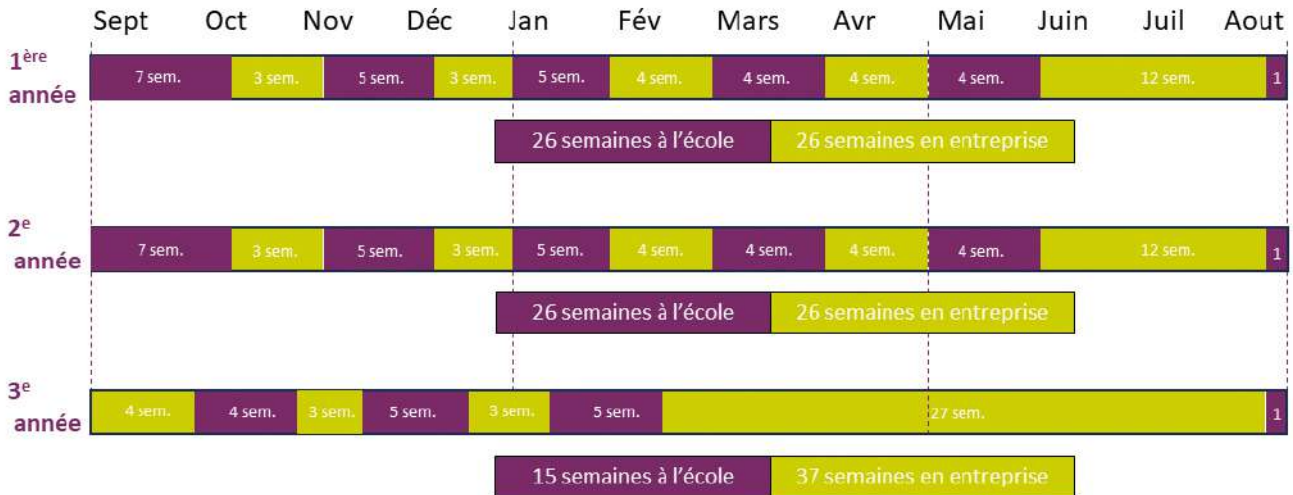 Sept Oct Nov Déc Jan Fév Mars Avr Mai Juin Juil Aout
1ère année
7 sem. 3 sem. 5 sem. 3 sem. 5 sem. 4 sem. 4 sem. 4 sem. 4 sem. 12 sem. 1
26 semaines à l'école 26 semaines en entreprise
2e année
7 sem. 3 sem. 5 sem. 3 sem. 5 sem. 4 sem. 4 sem. 4 sem. 4 sem. 12 sem. 1
26 semaines à l'école 26 semaines en entreprise
3e année
4 sem. 4 sem. 3 sem. 5 sem. 3 sem. 5 sem. 27 sem. 1
15 semaines à l'école 37 semaines en entreprise